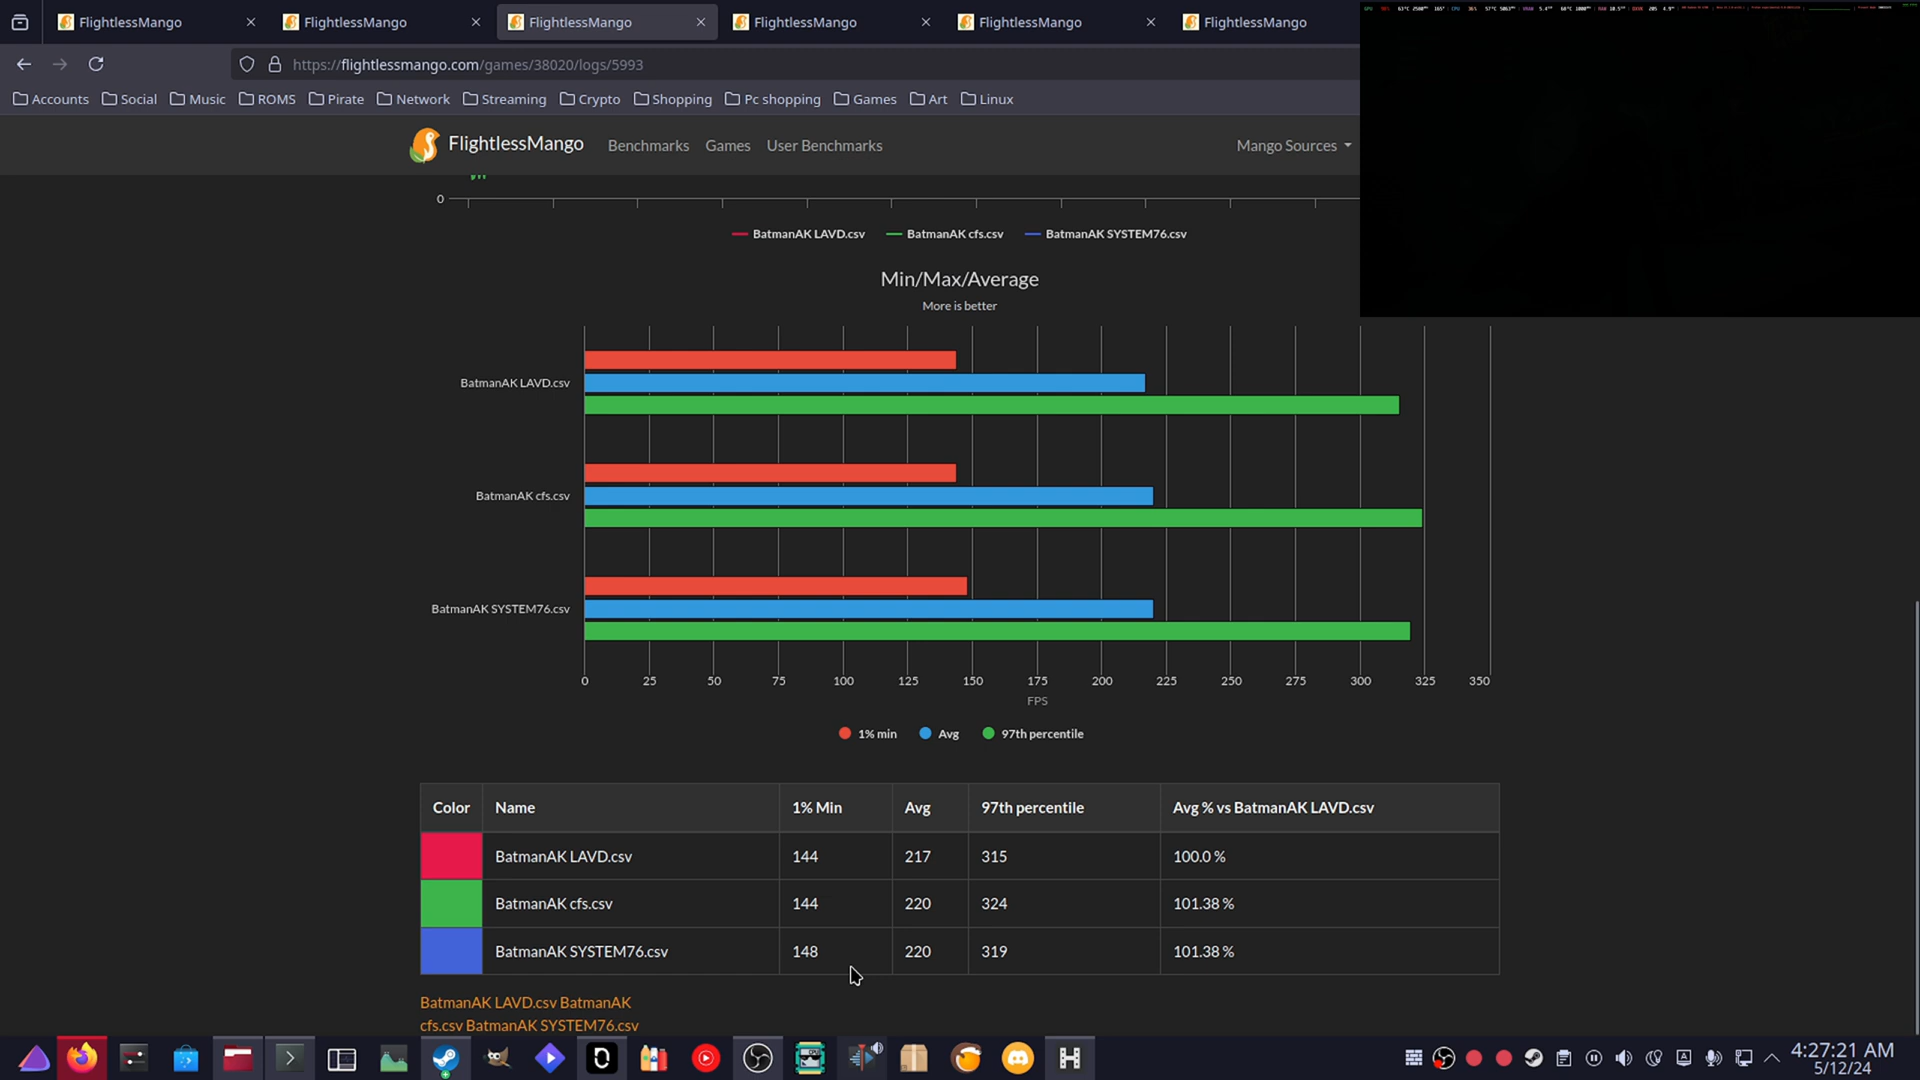 FlightlessMango
FlightlessMango
FlightlessMango
FlightlessMango
FlightlessMango
FlightlessMango
https://flightlessmango.com/games/38020/logs/5993
Accounts Social Music ROMS Pirate Network Streaming Crypto Shopping Pc shopping Games Art Linux
FlightlessMango Benchmarks Games User Benchmarks Mango Sources
0
BatmanAK LAVD.csv BatmanAK cfs.csv BatmanAK SYSTEM76.csv
Min/Max/Average
More is better
BatmanAK LAVD.csv
BatmanAK cfs.csv
BatmanAK SYSTEM76.csv
0 25 50 75 100 125 150 175 200 225 250 275 300 325 350
FPS
1% min Avg 97th percentile
Color Name 1% Min Avg 97th percentile Avg % vs BatmanAK LAVD.csv
BatmanAK LAVD.csv 144 217 315 100.0 %
BatmanAK cfs.csv 144 220 324 101.38 %
BatmanAK SYSTEM76.csv 148 220 319 101.38 %
BatmanAK LAVD.csv BatmanAK
cfs.csv BatmanAK SYSTEM76.csv
4:27:21 AM
5/12/24